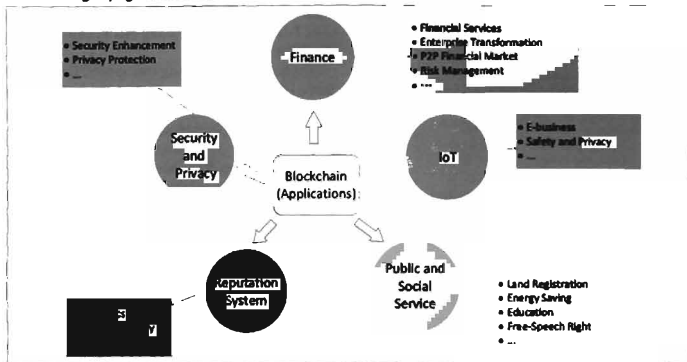 • Security Enhancement
• Privacy Protection
• ...
Finance
• Financial Services
• Enterprise Transformation
• P2P Financial Market
• Risk Management
• ...
Security
and
Privacy
Blockchain
(Applications)
IoT
• E-business
• Safety and Privacy
• ...
Reputation
System
Public and
Social
Service
• Land Registration
• Energy Saving
• Education
• Free-Speech Right
• ...